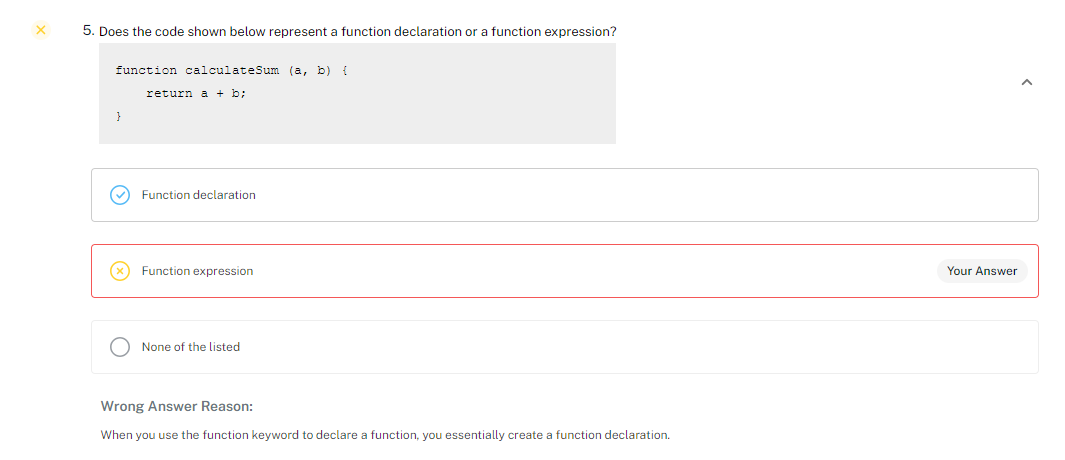 5. Does the code shown below represent a function declaration or a function expression?
function calculateSum (a, b) {
return a + b;
}
Function declaration
Function expression
Your Answer
None of the listed
Wrong Answer Reason:
When you use the function keyword to declare a function, you essentially create a function declaration.